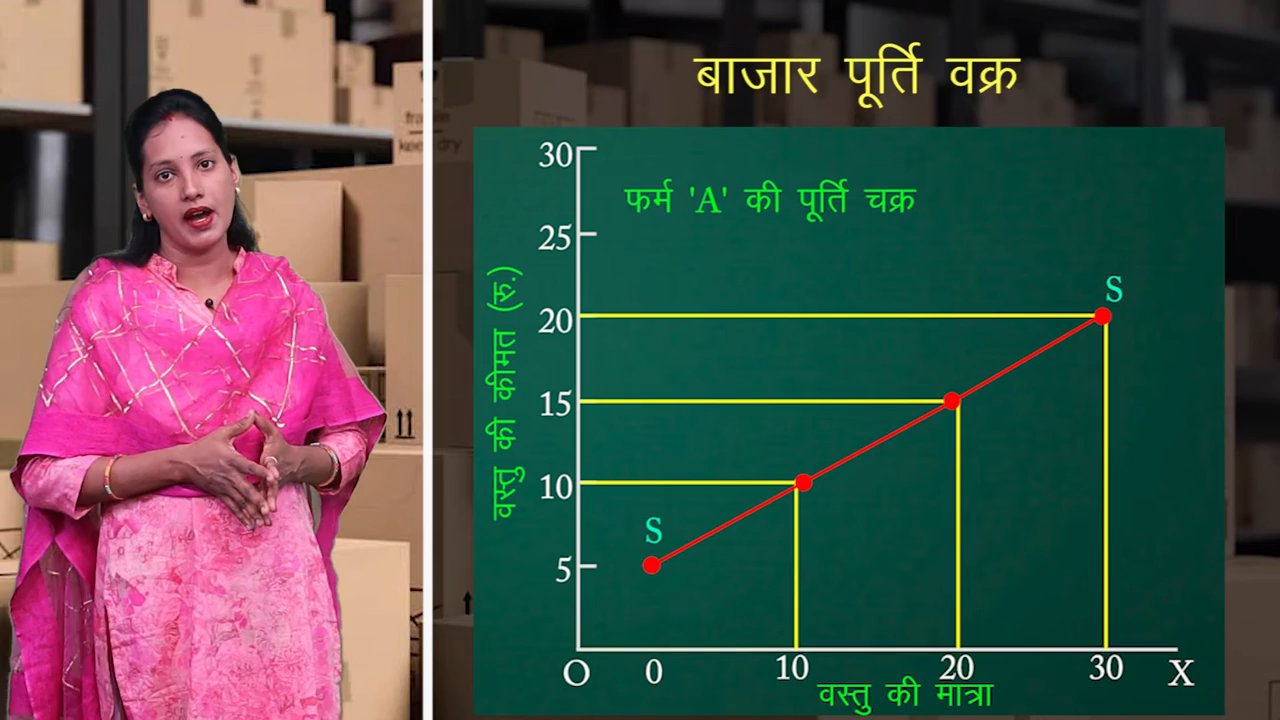 बाजार पूर्ति वक्र
फर्म 'A' की पूर्ति चक्र
वस्तु की कीमत (रु.)
30
25
20
15
10
5
S
S
O 0 10 20 30 X
वस्तु की मात्रा